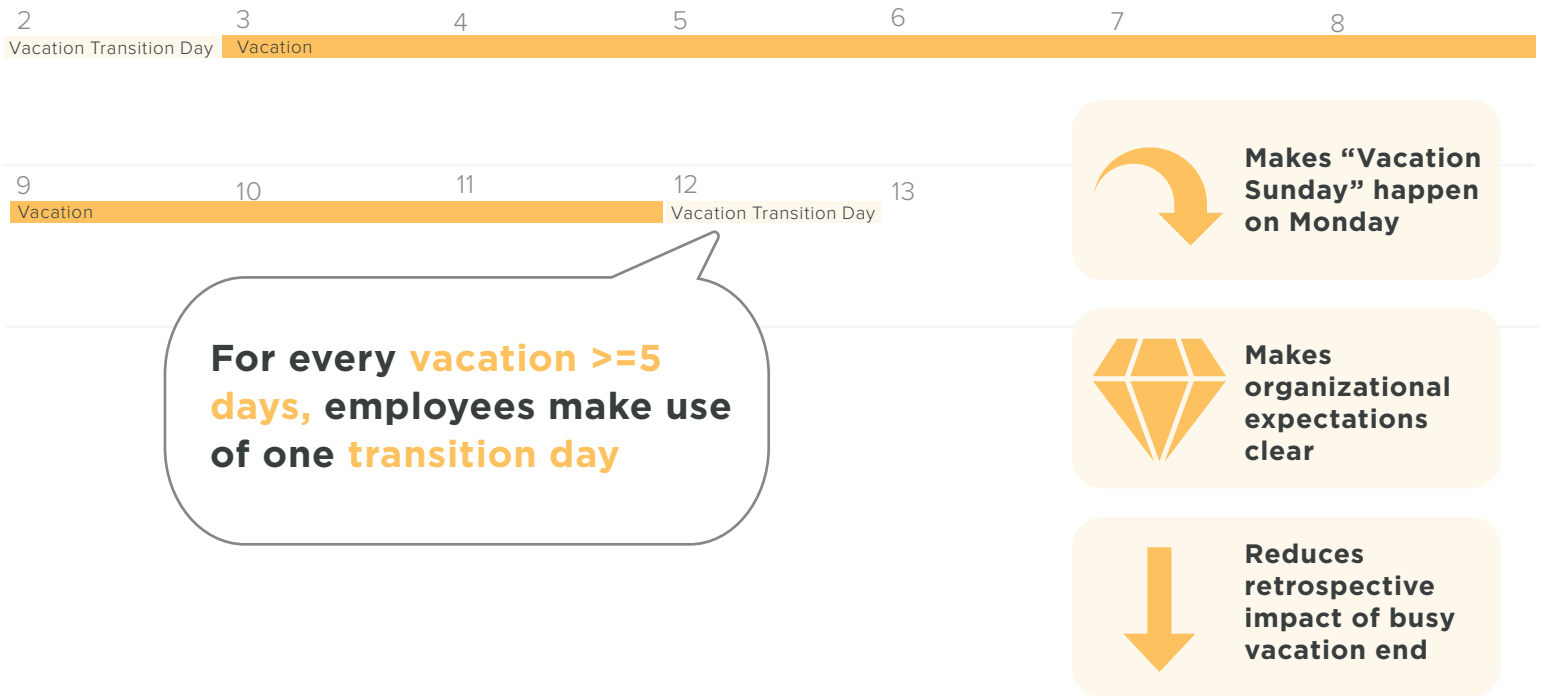 2 3 4 5 6 7 8
Vacation Transition Day Vacation
9 10 11 12 13
Vacation Vacation Transition Day
For every vacation >=5
days, employees make use
of one transition day
Makes “Vacation
Sunday” happen
on Monday
Makes
organizational
expectations
clear
Reduces
retrospective
impact of busy
vacation end